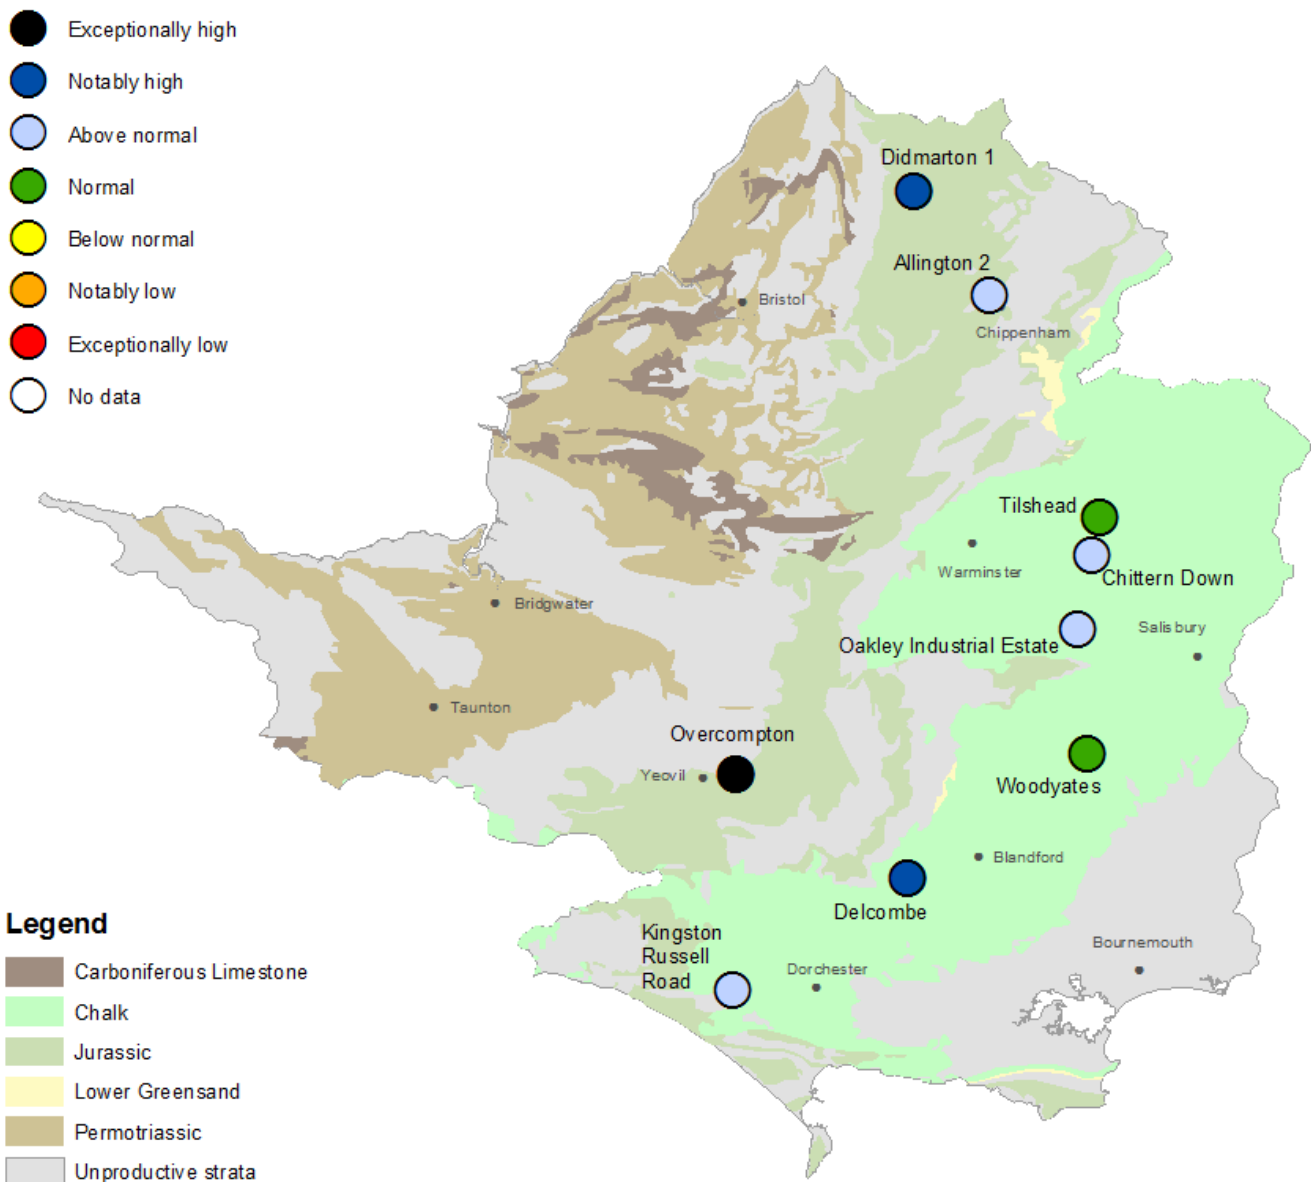 Exceptionally high
Notably high
Above normal
Normal
Below normal
Notably low
Exceptionally low
No data
Didmarton 1
Allington 2
Bristol
Chippenham
Tilshead
Warminster
Chittern Down
Bridgwater
Salisbury
Oakley Industrial Estate
Taunton
Overcompton
Yeovil
Woodyates
Blandford
Delcombe
Kingston
Russell
Road
Bournemouth
Dorchester
Legend
Carboniferous Limestone
Chalk
Jurassic
Lower Greensand
Permotriassic
Unproductive strata